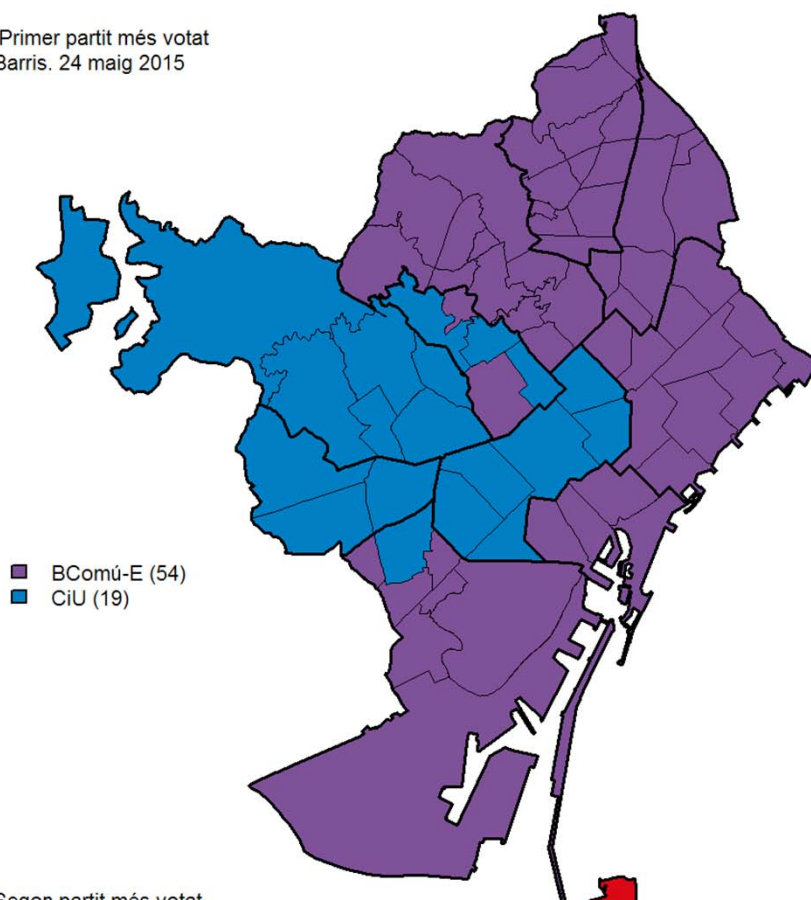 Primer partit més votat
Barris. 24 maig 2015
BComú-E (54)
CiU (19)
Segon partit més votat